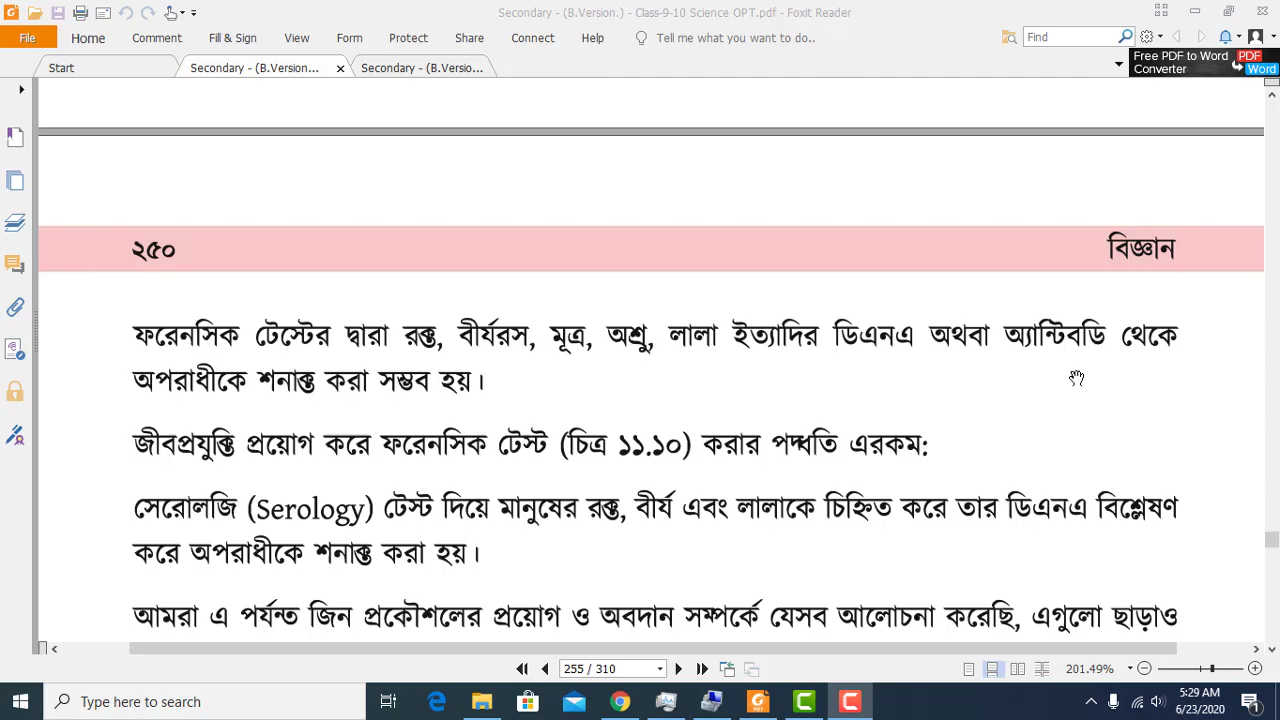 Secondary - (B.Version.) - Class-9-10 Science OPT.pdf - Foxit Reader
File Home Comment Fill & Sign View Form Protect Share Connect Help Tell me what you want to do.. Find
Start Secondary - (B.Version... Secondary - (B.Versio... Free PDF to Word Converter PDF Word
২৫০ বিজ্ঞান
ফরেনসিক টেস্টের দ্বারা রক্ত, বীর্যরস, মূত্র, অশ্রু, লালা ইত্যাদির ডিএনএ অথবা অ্যান্টিবডি থেকে
অপরাধীকে শনাক্ত করা সম্ভব হয়।
জীবপ্রযুক্তি প্রয়োগ করে ফরেনসিক টেস্ট (চিত্র ১১.১০) করার পদ্ধতি এরকম:
সেরোলজি (Serology) টেস্ট দিয়ে মানুষের রক্ত, বীর্য এবং লালাকে চিহ্নিত করে তার ডিএনএ বিশ্লেষণ
করে অপরাধীকে শনাক্ত করা হয়।
আমরা এ পর্যন্ত জিন প্রকৌশলের প্রয়োগ ও অবদান সম্পর্কে যেসব আলোচনা করেছি, এগুলো ছাড়াও
255 / 310 201.49%
Type here to search
5:29 AM
6/23/2020